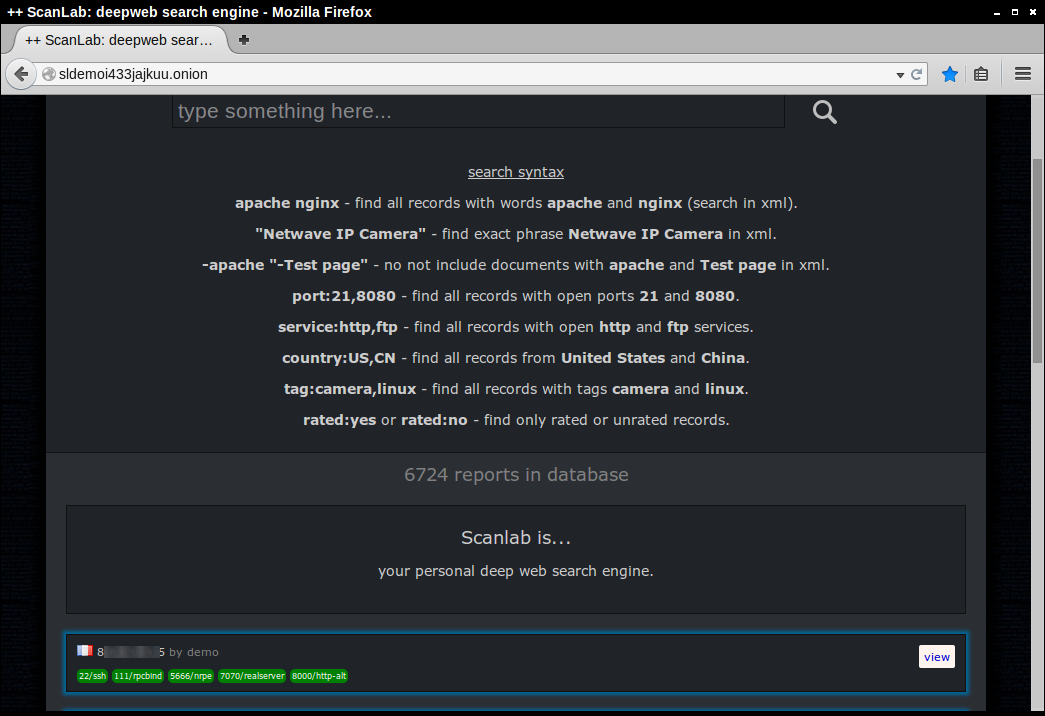 ++ ScanLab: deepweb search engine - Mozilla Firefox
++ ScanLab: deepweb sear...
sldemoi433jajkuu.onion
type something here...
search syntax
apache nginx - find all records with words apache and nginx (search in xml).
"Netwave IP Camera" - find exact phrase Netwave IP Camera in xml.
-apache "-Test page" - no not include documents with apache and Test page in xml.
port:21,8080 - find all records with open ports 21 and 8080.
service:http,ftp - find all records with open http and ftp services.
country:US,CN - find all records from United States and China.
tag:camera,linux - find all records with tags camera and linux.
rated:yes or rated:no - find only rated or unrated records.
6724 reports in database
Scanlab is...
your personal deep web search engine.
8 5 by demo
view
22/ssh 111/rpcbind 5666/nrpe 7070/realserver 8000/http-alt